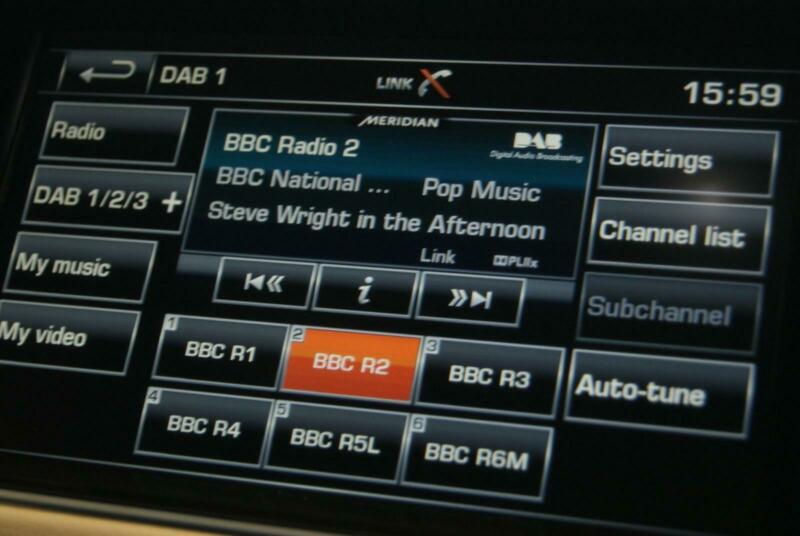 DAB 1
LINK
15:59
Radio
MERIDIAN
BBC Radio 2
DAB
Digital Audio Broadcasting
Settings
DAB 1/2/3 +
BBC National ... Pop Music
Steve Wright in the Afternoon
Channel list
My music
Link
PLIIx
i
Subchannel
My video
1 BBC R1
2 BBC R2
3 BBC R3
Auto-tune
4 BBC R4
5 BBC R5L
6 BBC R6M